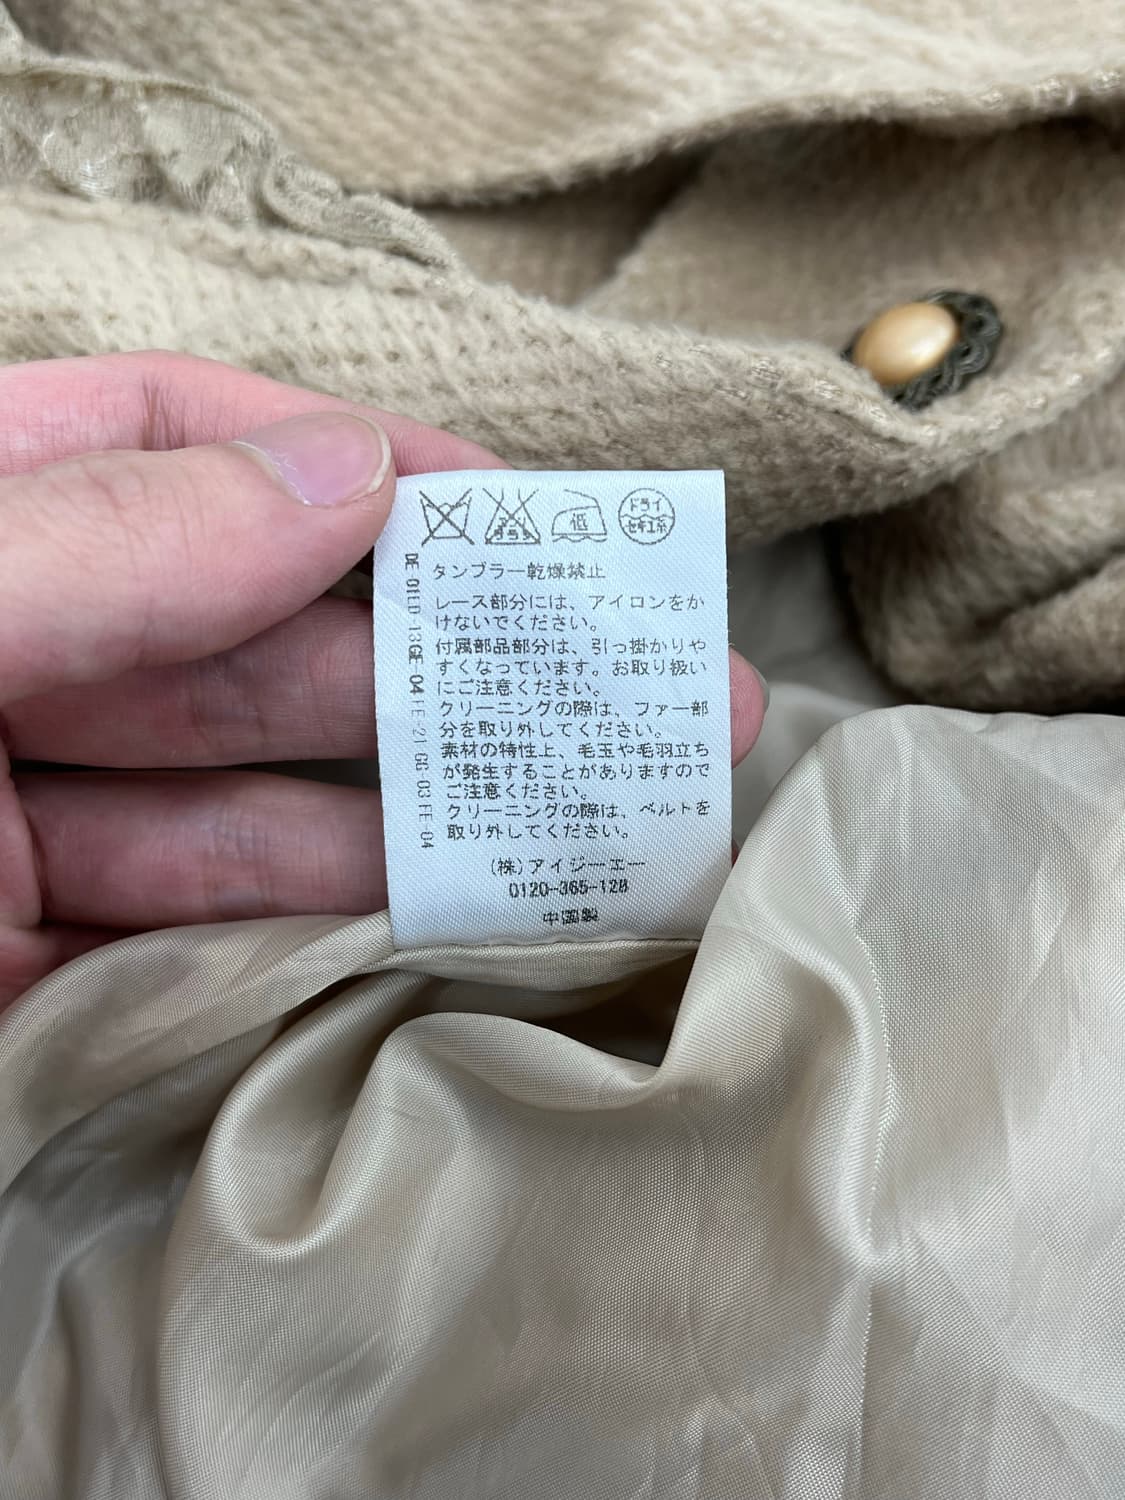 低
ドライ
セキユ系
タンブラー乾燥禁止
レース部分には、アイロンをか
けないでください。
付属部品部分は、引っ掛かりや
すくなっています。お取り扱い
にご注意ください。
クリーニングの際は、ファー部
分を取り外してください。
素材の特性上、毛玉や毛羽立ち
が発生することがありますので
ご注意ください。
クリーニングの際は、ベルトを
取り外してください。
(株)アイジーエー
0120-365-128